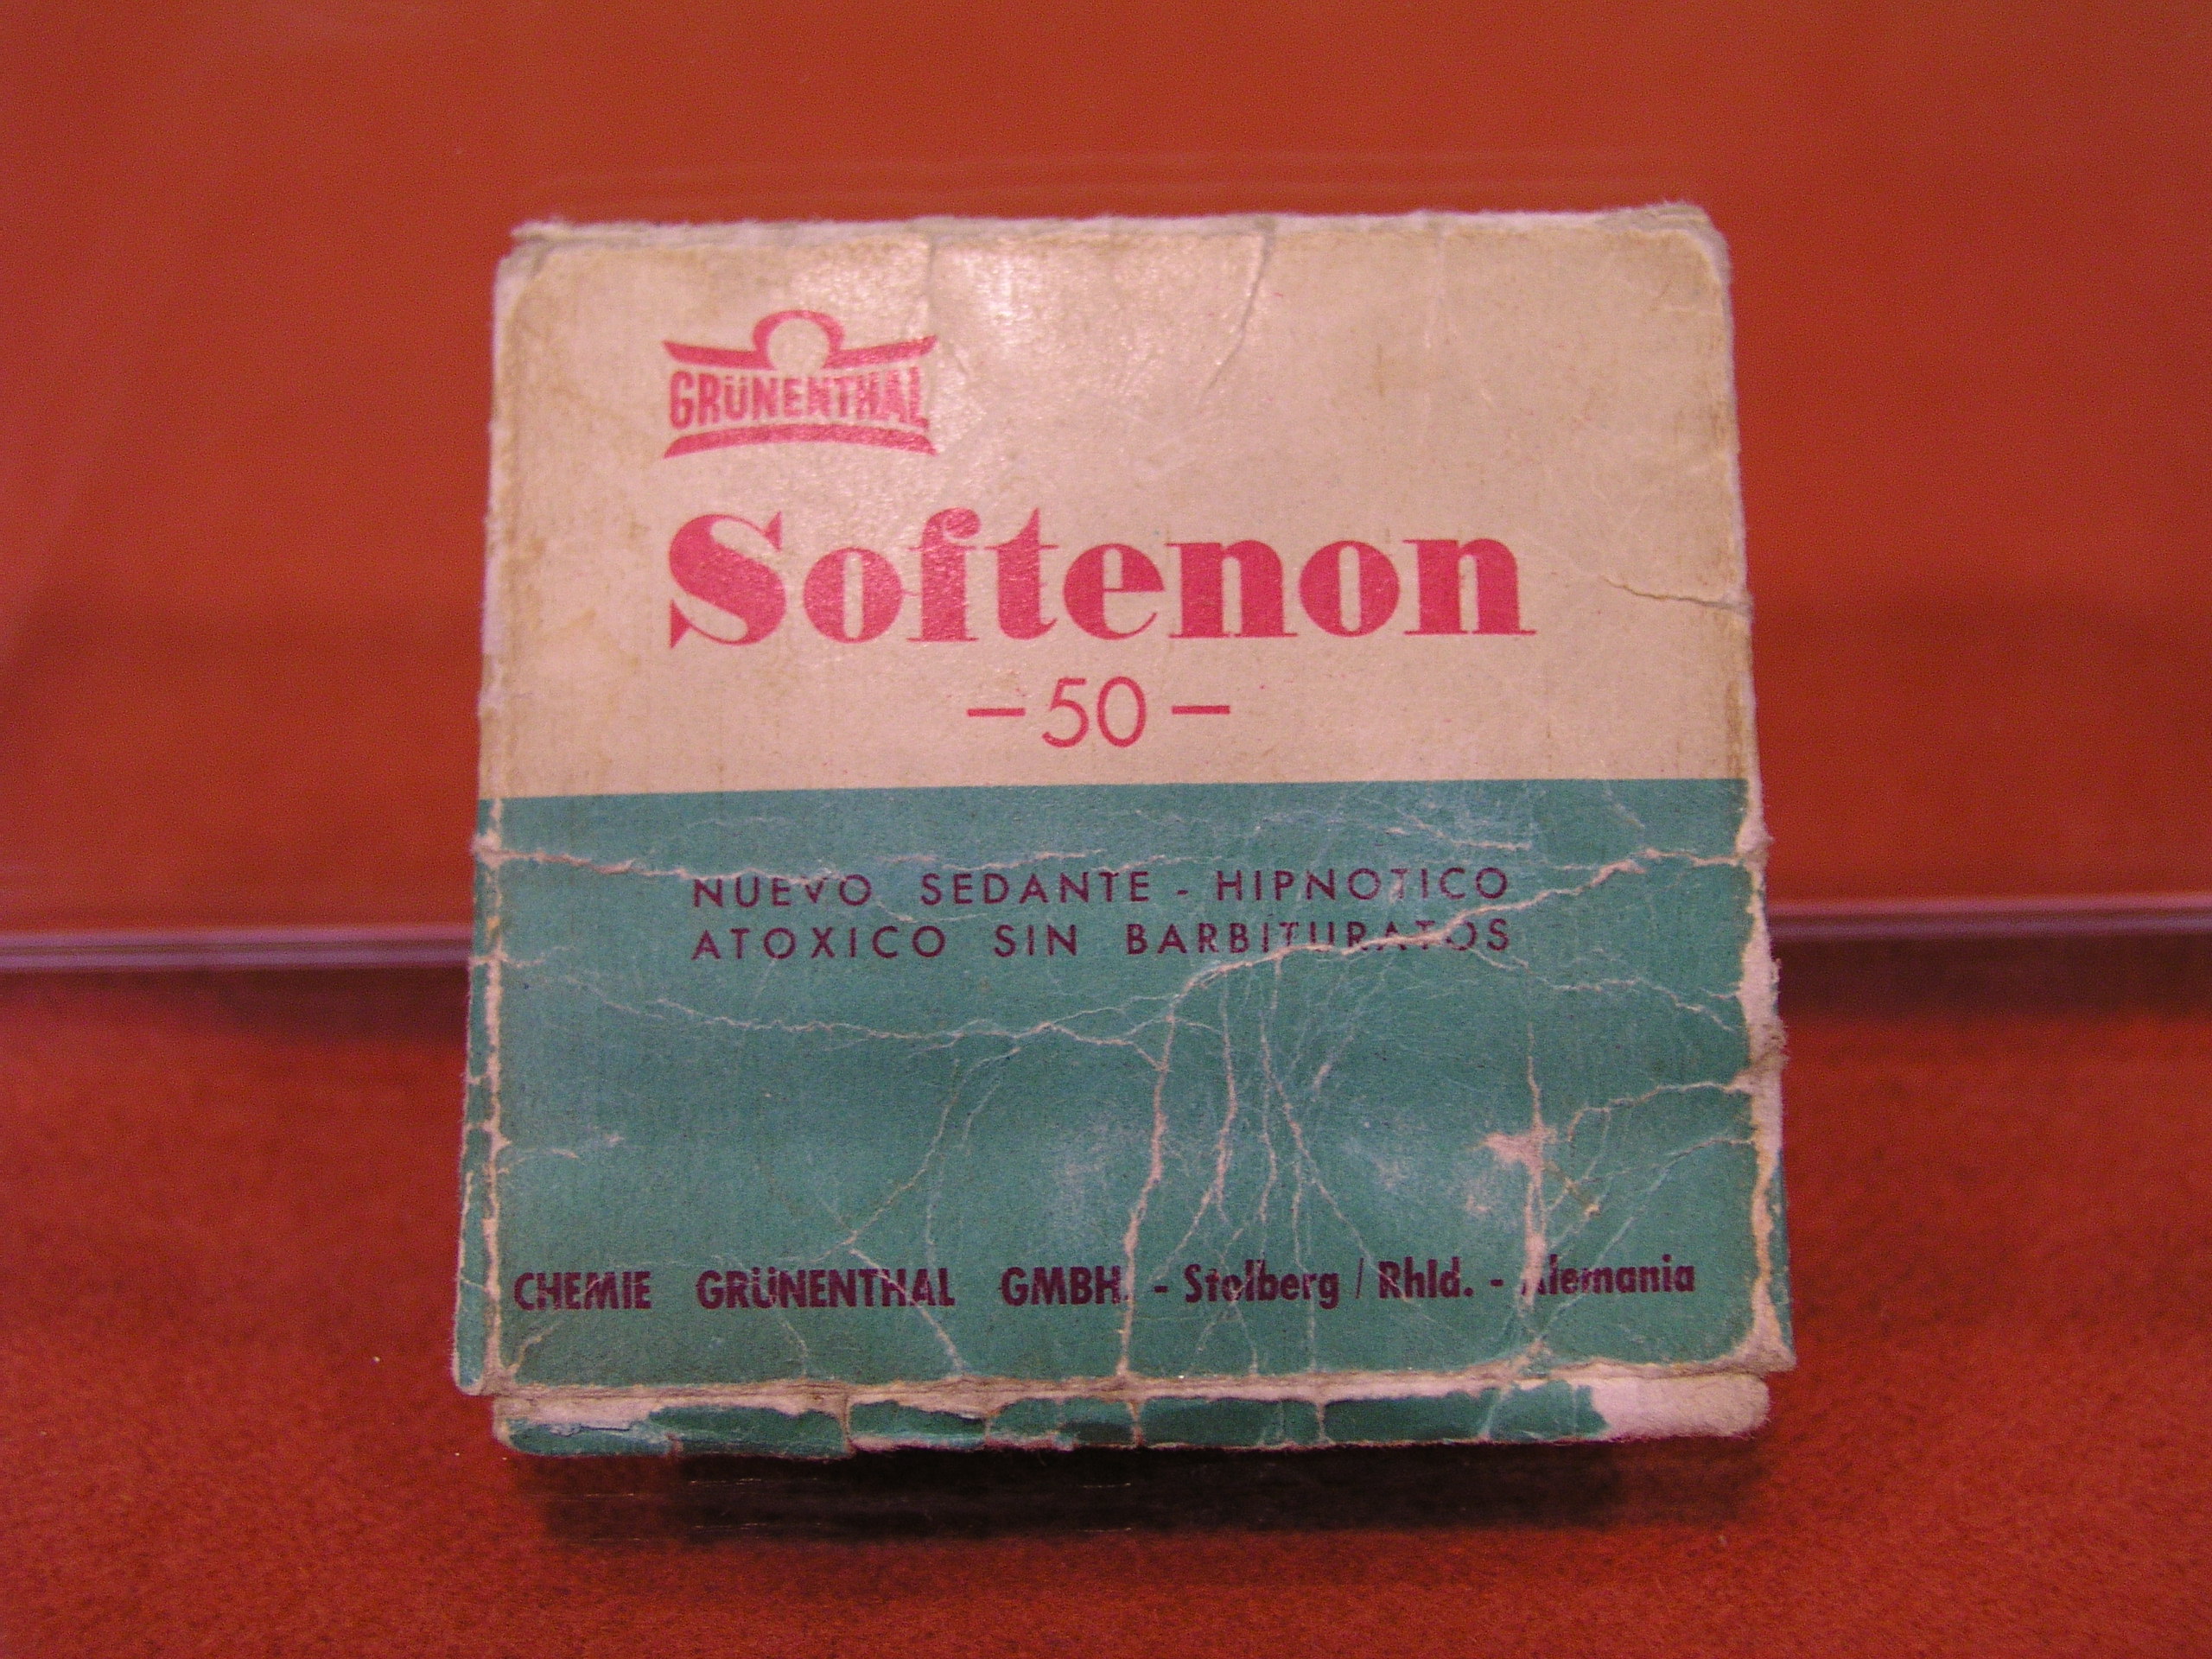 GRÜNENTHAL
Softenon
– 50 –
NUEVO SEDANTE - HIPNOTICO
ATOXICO SIN BARBITURATOS
CHEMIE GRÜNENTHAL GMBH. - Stolberg / Rhld. - Alemania